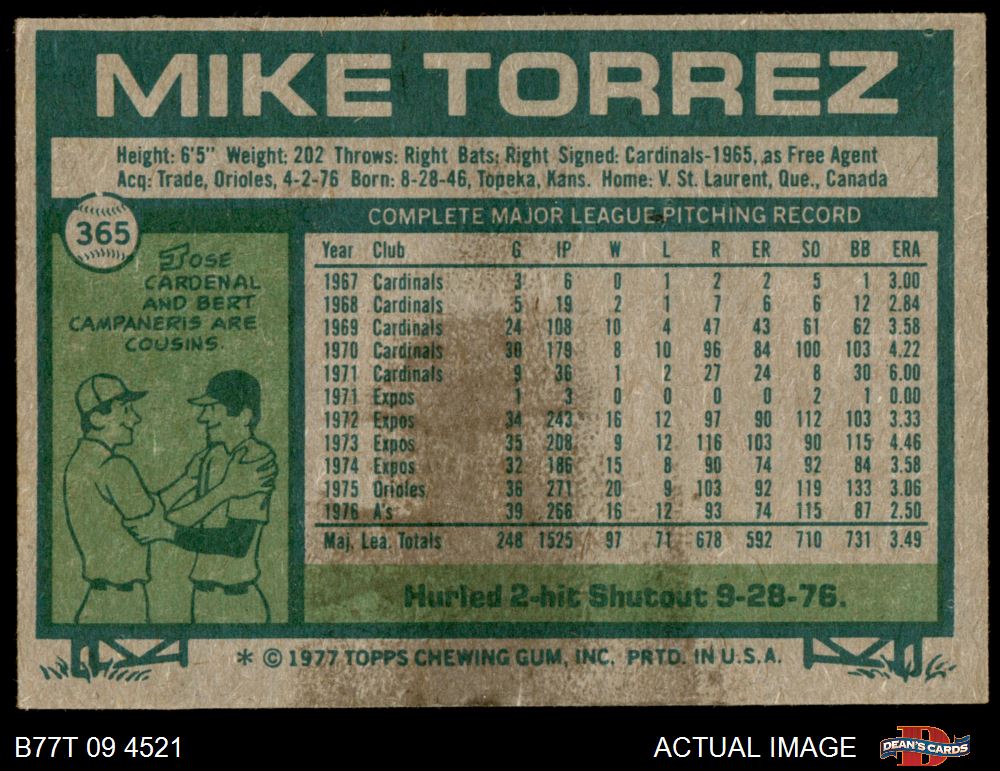 MIKE TORREZ
Height: 6'5" Weight: 202 Throws: Right Bats: Right Signed: Cardinals-1965, as Free Agent
Acq: Trade, Orioles, 4-2-76 Born: 8-28-46, Topeka, Kans. Home: V. St. Laurent, Que., Canada
365
JOSE
CARDENAL
AND BERT
CAMPANERIS ARE
COUSINS.
COMPLETE MAJOR LEAGUE PITCHING RECORD
Year Club G IP W L R ER SO BB ERA
1967 Cardinals 3 6 0 1 2 2 5 1 3.00
1968 Cardinals 5 19 2 1 7 6 6 12 2.84
1969 Cardinals 24 108 10 4 47 43 61 62 3.58
1970 Cardinals 30 179 8 10 96 84 100 103 4.22
1971 Cardinals 9 36 1 2 27 24 8 30 6.00
1971 Expos 1 3 0 0 0 0 2 1 0.00
1972 Expos 34 243 16 12 97 90 112 103 3.33
1973 Expos 35 208 9 12 116 103 90 115 4.46
1974 Expos 32 186 15 8 90 74 92 84 3.58
1975 Orioles 36 271 20 9 103 92 119 133 3.06
1976 A's 39 266 16 12 93 74 115 87 2.50
Maj. Lea. Totals 248 1525 97 71 678 592 710 731 3.49
Hurled 2-hit Shutout 9-28-76.
* © 1977 TOPPS CHEWING GUM, INC. PRTD. IN U.S.A.
B77T 09 4521
ACTUAL IMAGE
DEAN'S CARDS